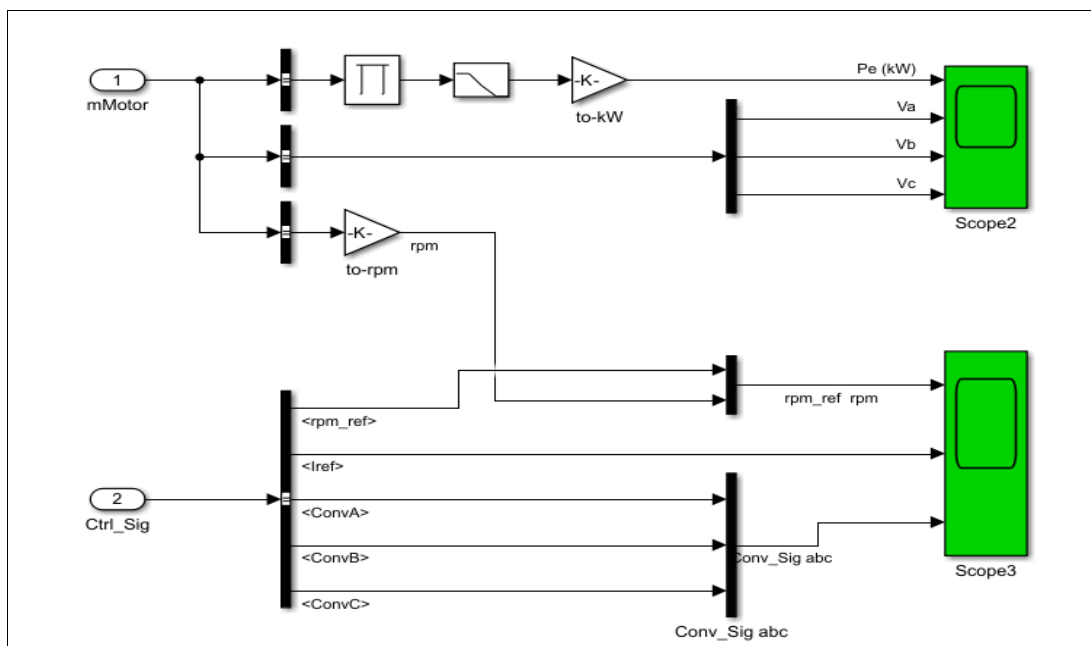 1
mMotor
-K-
to-kW
Pe (kW)
Va
Vb
Vc
Scope2
-K-
to-rpm
rpm
rpm_ref rpm
2
Ctrl_Sig
<rpm_ref>
<Iref>
<ConvA>
<ConvB>
<ConvC>
Conv_Sig abc
Conv_Sig abc
Scope3